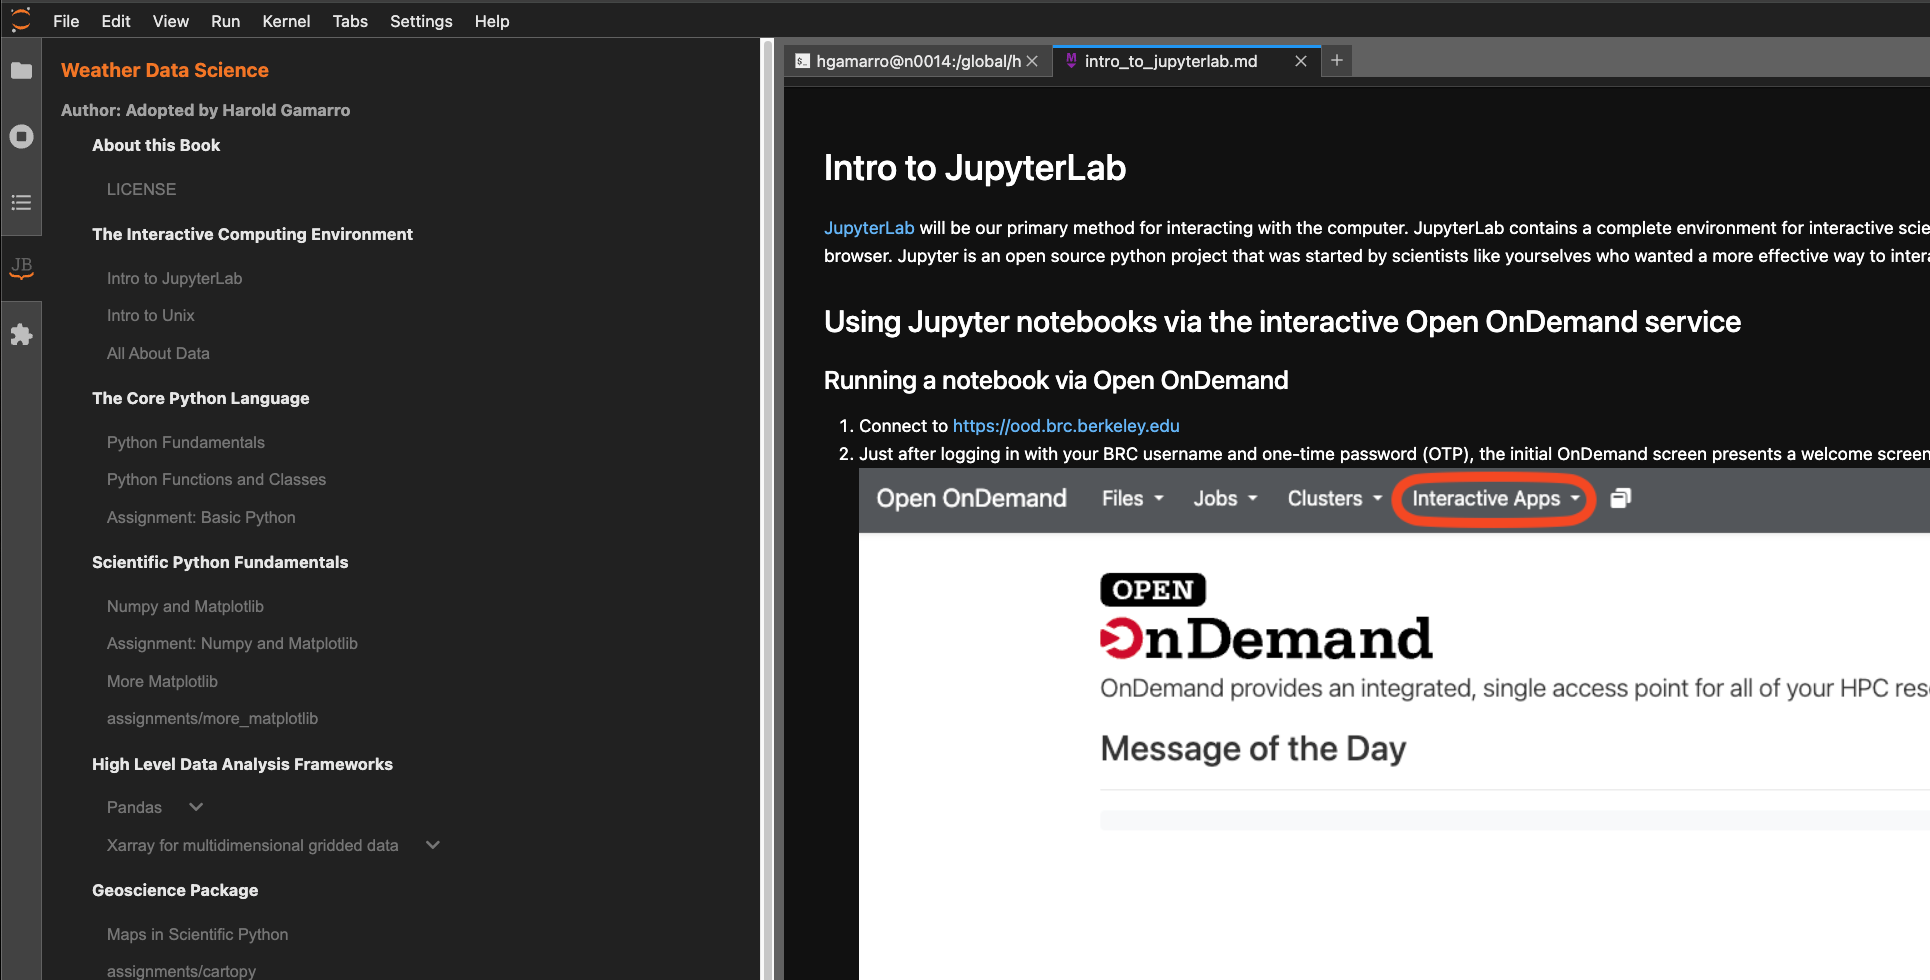 File Edit View Run Kernel Tabs Settings Help
Weather Data Science
Author: Adopted by Harold Gamarro
About this Book
LICENSE
The Interactive Computing Environment
Intro to JupyterLab
Intro to Unix
All About Data
The Core Python Language
Python Fundamentals
Python Functions and Classes
Assignment: Basic Python
Scientific Python Fundamentals
Numpy and Matplotlib
Assignment: Numpy and Matplotlib
More Matplotlib
assignments/more_matplotlib
High Level Data Analysis Frameworks
Pandas
Xarray for multidimensional gridded data
Geoscience Package
Maps in Scientific Python
assignments/cartopy
JB
hgamarro@n0014:/global/h
intro_to_jupyterlab.md
Intro to JupyterLab
JupyterLab will be our primary method for interacting with the computer. JupyterLab contains a complete environment for interactive scie
browser. Jupyter is an open source python project that was started by scientists like yourselves who wanted a more effective way to intera
Using Jupyter notebooks via the interactive Open OnDemand service
Running a notebook via Open OnDemand
1. Connect to https://ood.brc.berkeley.edu
2. Just after logging in with your BRC username and one-time password (OTP), the initial OnDemand screen presents a welcome screen
Open OnDemand Files Jobs Clusters Interactive Apps
OPEN
OnDemand
OnDemand provides an integrated, single access point for all of your HPC res
Message of the Day